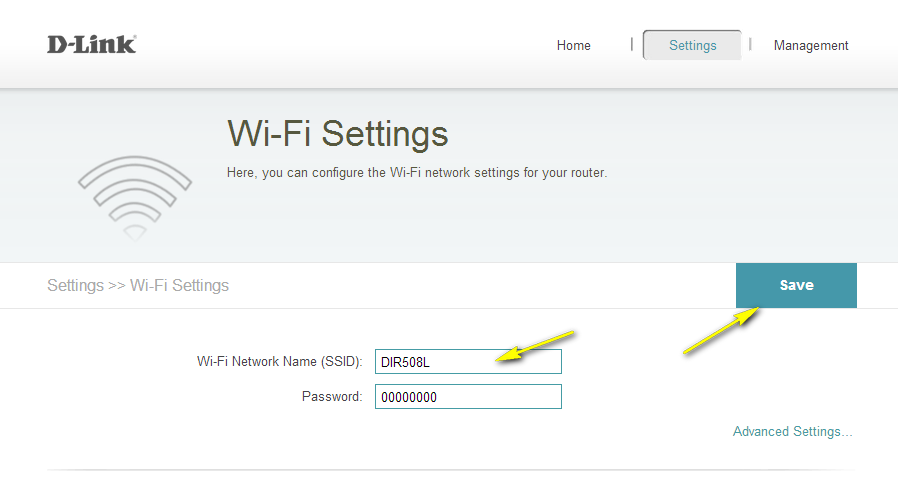 D-Link
Home | Settings | Management
Wi-Fi Settings
Here, you can configure the Wi-Fi network settings for your router.
Settings >> Wi-Fi Settings
Save
Wi-Fi Network Name (SSID): DIR508L
Password: 00000000
Advanced Settings...